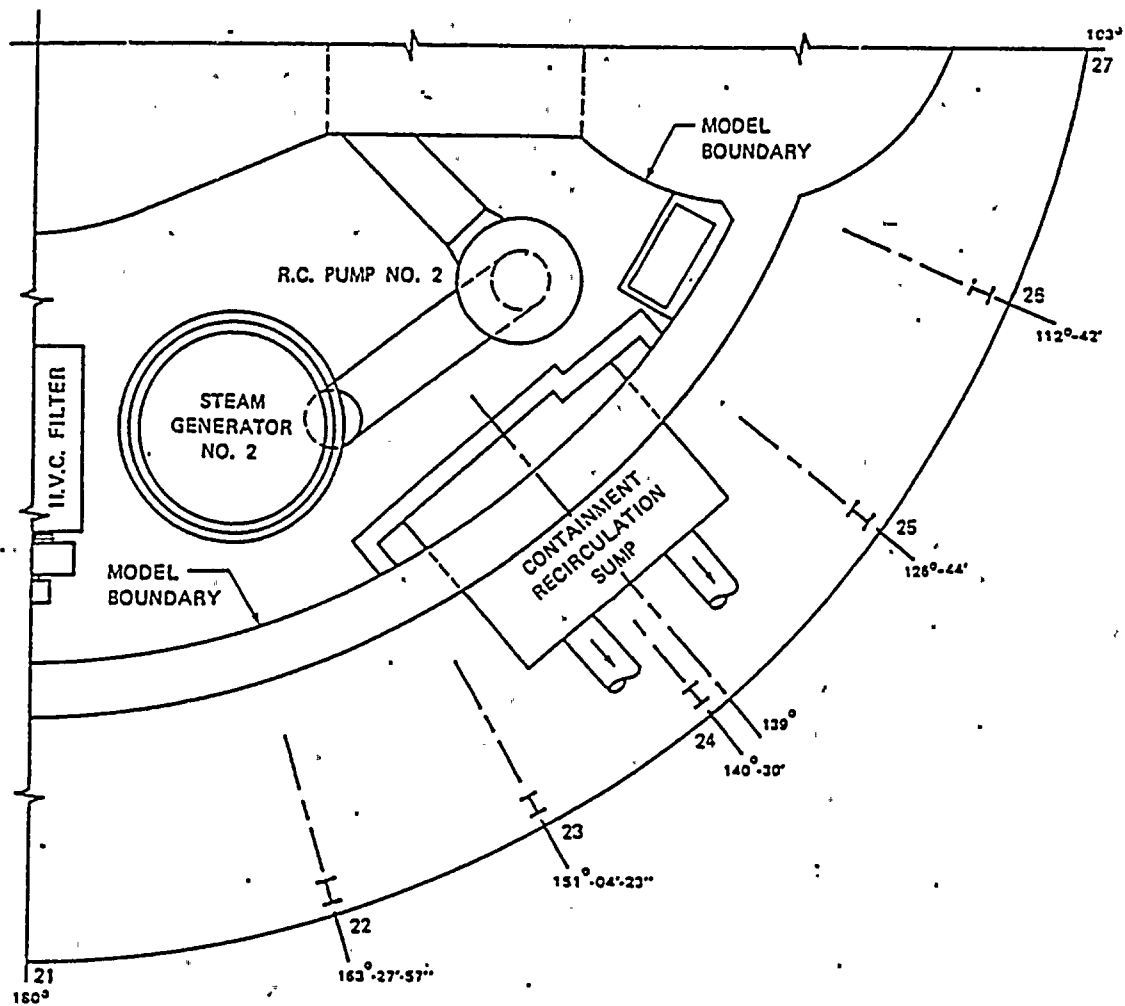 103°
27
MODEL
BOUNDARY
R.C. PUMP NO. 2
26
112°-42'
STEAM
GENERATOR
NO. 2
H.V.C. FILTER
CONTAINMENT
RECIRCULATION
SUMP
25
126°-44'
MODEL
BOUNDARY
139°
24
140°-30'
23
151°-04'-23"
22
163°-27'-57"
21
180°